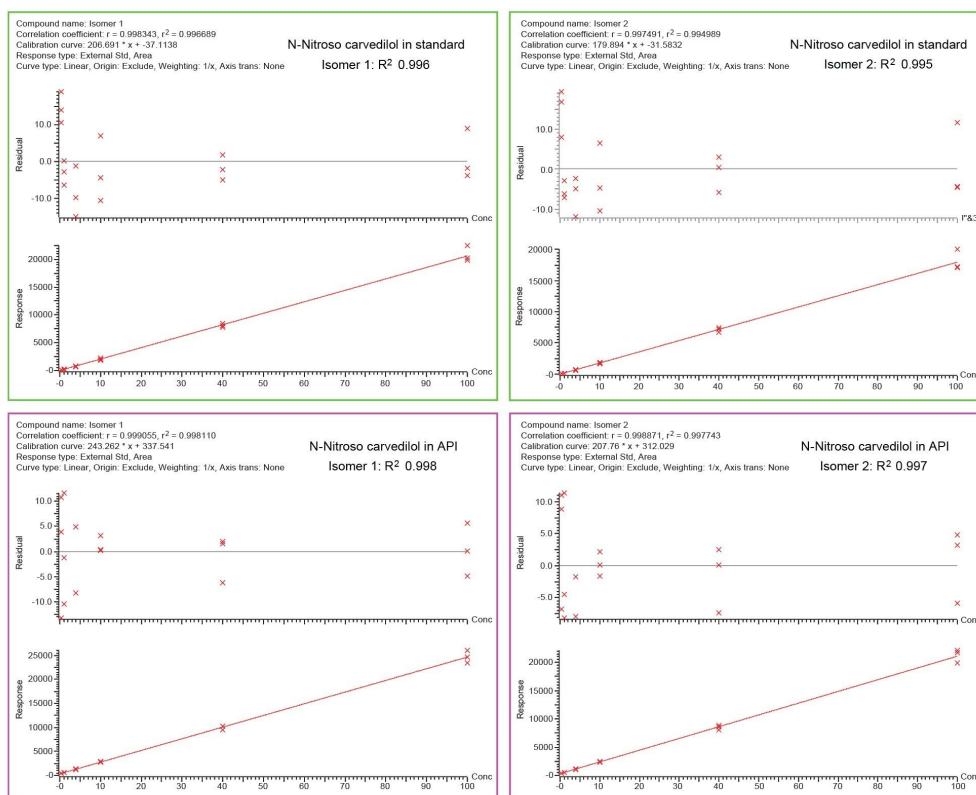 Compound name: Isomer 1
Correlation coefficient: r = 0.998343, r² = 0.996689
Calibration curve: 206.691 * x + -37.1138
Response type: External Std, Area
Curve type: Linear, Origin: Exclude, Weighting: 1/x, Axis trans: None
N-Nitroso carvedilol in standard
Isomer 1: R² 0.996
Residual
10.0
0.0
-10.0
Conc
Response
20000
15000
10000
5000
-0
Conc
-0 10 20 30 40 50 60 70 80 90 100
Compound name: Isomer 2
Correlation coefficient: r = 0.997491, r² = 0.994989
Calibration curve: 179.894 * x + -31.5832
Response type: External Std, Area
Curve type: Linear, Origin: Exclude, Weighting: 1/x, Axis trans: None
N-Nitroso carvedilol in standard
Isomer 2: R² 0.995
Residual
10.0
0.0
-10.0
Response
20000
15000
10000
5000
-0
Con
-0 10 20 30 40 50 60 70 80 90 100
Compound name: Isomer 1
Correlation coefficient: r = 0.999055, r² = 0.998110
Calibration curve: 243.262 * x + 337.541
Response type: External Std, Area
Curve type: Linear, Origin: Exclude, Weighting: 1/x, Axis trans: None
N-Nitroso carvedilol in API
Isomer 1: R² 0.998
Residual
10.0
5.0
0.0
-5.0
-10.0
Conc
Response
25000
20000
15000
10000
5000
-0
Conc
-0 10 20 30 40 50 60 70 80 90 100
Compound name: Isomer 2
Correlation coefficient: r = 0.998871, r² = 0.997743
Calibration curve: 207.76 * x + 312.029
Response type: External Std, Area
Curve type: Linear, Origin: Exclude, Weighting: 1/x, Axis trans: None
N-Nitroso carvedilol in API
Isomer 2: R² 0.997
Residual
10.0
5.0
0.0
-5.0
Con
Response
20000
15000
10000
5000
-0
Con
-0 10 20 30 40 50 60 70 80 90 100